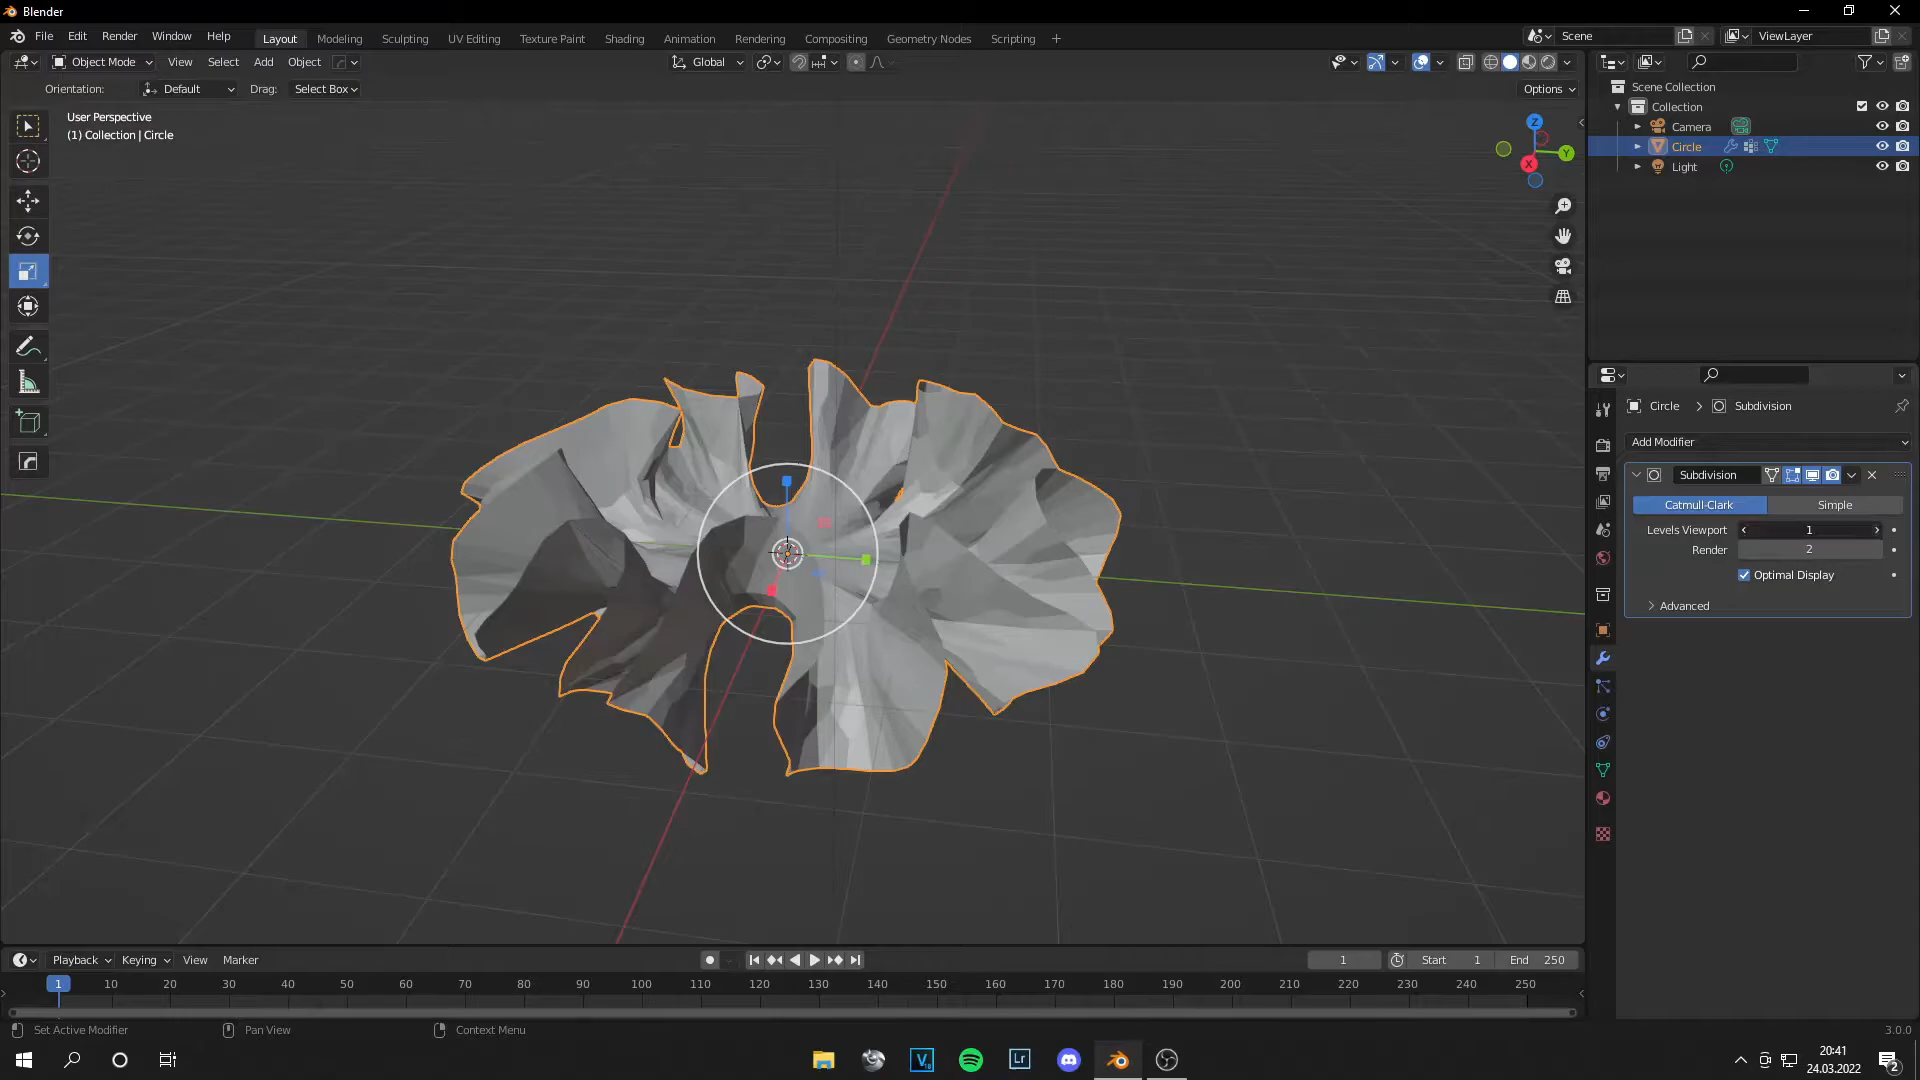 Blender
File Edit Render Window Help Layout Modeling Sculpting UV Editing Texture Paint Shading Animation Rendering Compositing Geometry Nodes Scripting + Scene ViewLayer
Object Mode View Select Add Object Global
Orientation: Default Drag: Select Box Options
User Perspective
(1) Collection | Circle
Z
Y
X
Scene Collection
Collection
Camera
Circle
Light
Circle > Subdivision
Add Modifier
Subdivision
Catmull-Clark Simple
Levels Viewport 1
Render 2
Optimal Display
Advanced
Playback Keying View Marker 1 Start 1 End 250
1 10 20 30 40 50 60 70 80 90 100 110 120 130 140 150 160 170 180 190 200 210 220 230 240 250
Set Active Modifier Pan View Context Menu 3.0.0
V
18
Lr
20:41
24.03.2022
2